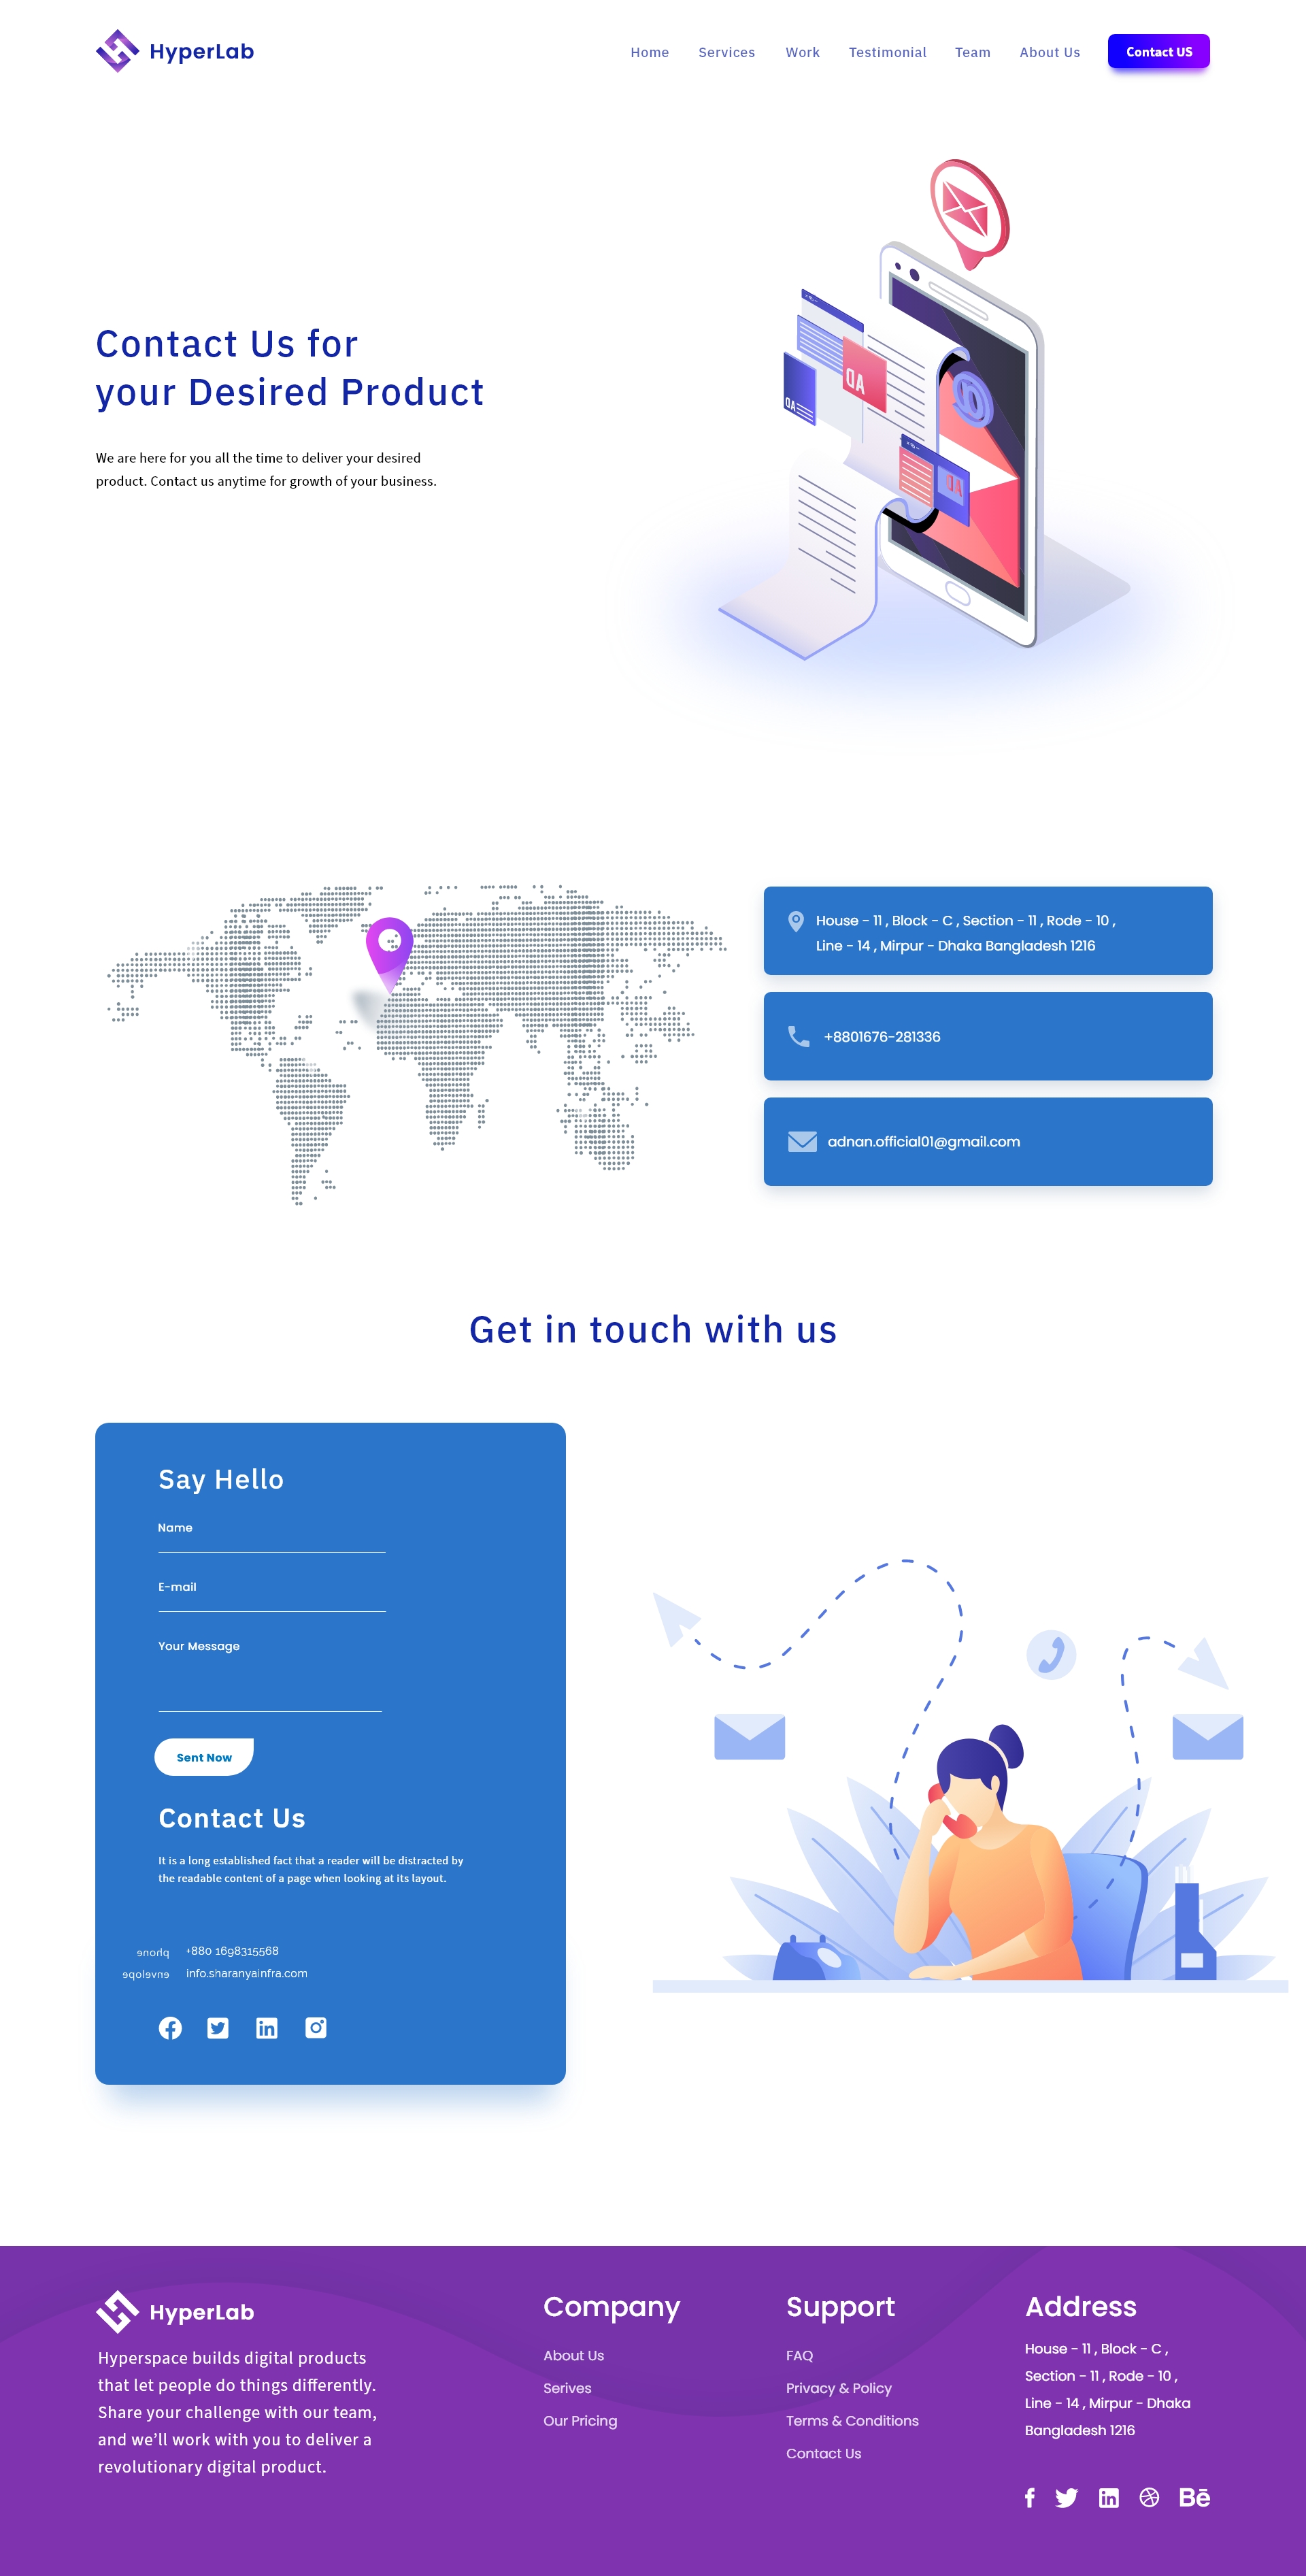 HyperLab
Home Services Work Testimonial Team About Us Contact US
Contact Us for
your Desired Product
We are here for you all the time to deliver your desired
product. Contact us anytime for growth of your business.
AD
AD
AD
House - 11 , Block - C , Section - 11 , Rode - 10 ,
Line - 14 , Mirpur - Dhaka Bangladesh 1216
+8801676-281336
adnan.official01@gmail.com
Get in touch with us
Say Hello
Name
E-mail
Your Message
Sent Now
Contact Us
It is a long established fact that a reader will be distracted by
the readable content of a page when looking at its layout.
phone +880 1698315568
envelope info.sharanyainfra.com
HyperLab
Hyperspace builds digital products
that let people do things differently.
Share your challenge with our team,
and we’ll work with you to deliver a
revolutionary digital product.
Company
About Us
Serives
Our Pricing
Support
FAQ
Privacy & Policy
Terms & Conditions
Contact Us
Address
House - 11 , Block - C ,
Section - 11 , Rode - 10 ,
Line - 14 , Mirpur - Dhaka
Bangladesh 1216